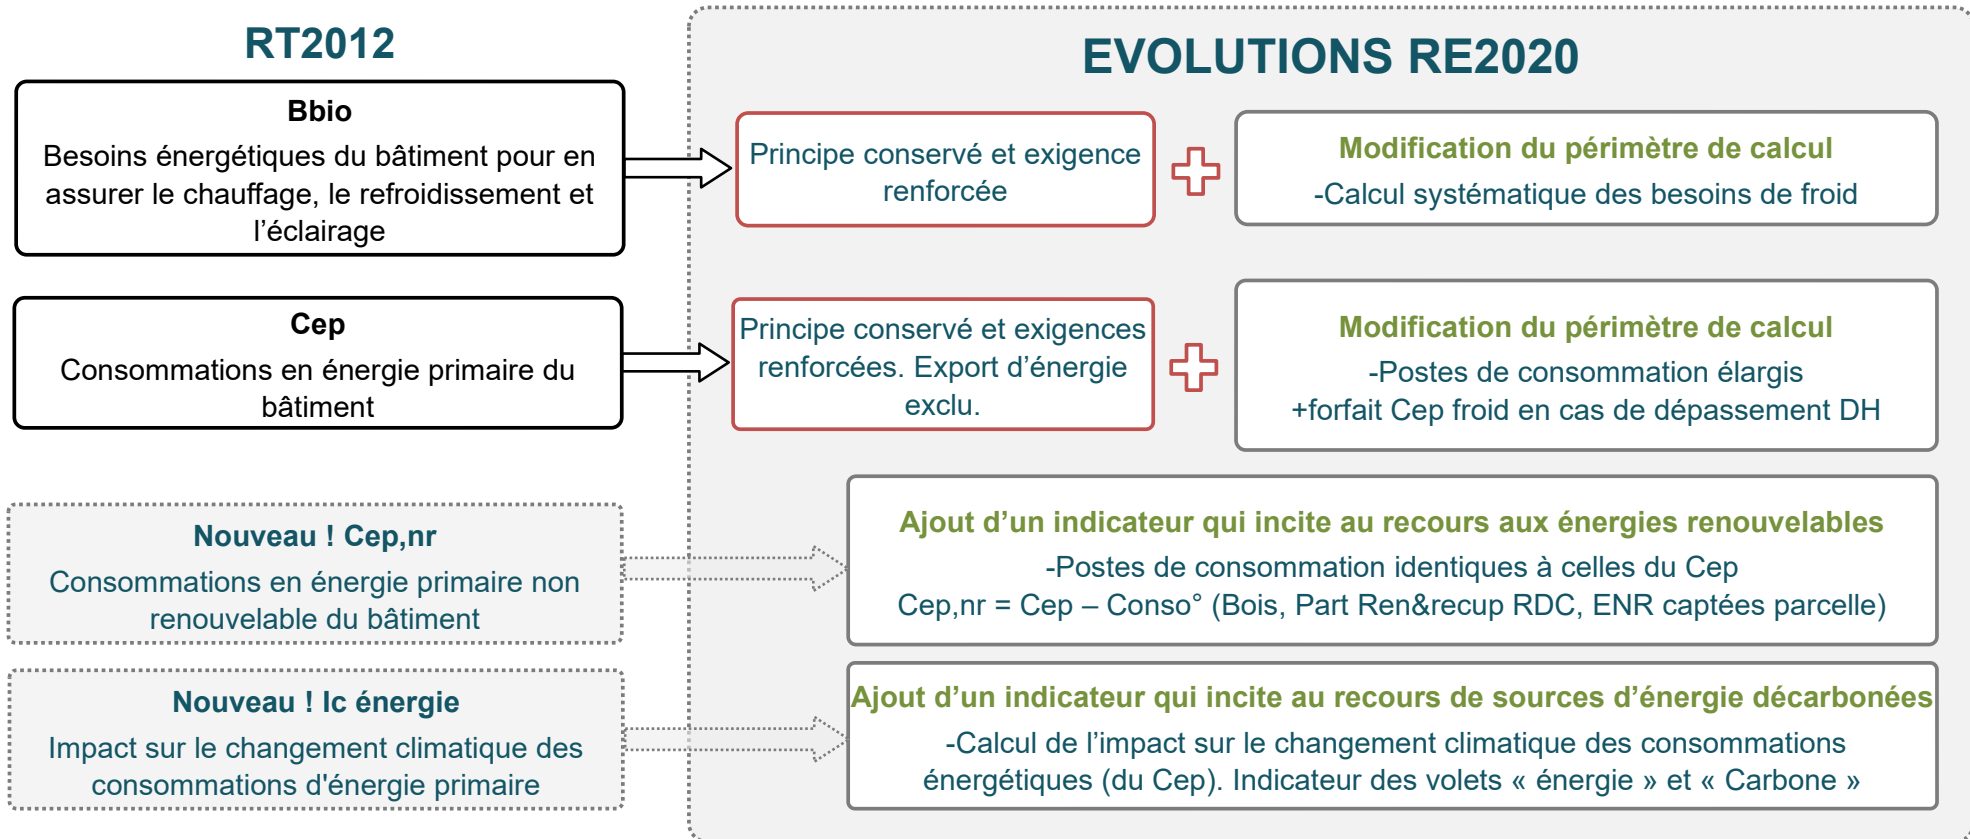 RT2012
EVOLUTIONS RE2020
Bbio
Besoins énergétiques du bâtiment pour en
assurer le chauffage, le refroidissement et
l’éclairage
Principe conservé et exigence
renforcée
Modification du périmètre de calcul
-Calcul systématique des besoins de froid
Cep
Consommations en énergie primaire du
bâtiment
Principe conservé et exigences
renforcées. Export d’énergie
exclu.
Modification du périmètre de calcul
-Postes de consommation élargis
+forfait Cep froid en cas de dépassement DH
Nouveau ! Cep,nr
Consommations en énergie primaire non
renouvelable du bâtiment
Ajout d’un indicateur qui incite au recours aux énergies renouvelables
-Postes de consommation identiques à celles du Cep
Cep,nr = Cep – Conso° (Bois, Part Ren&recup RDC, ENR captées parcelle)
Nouveau ! Ic énergie
Impact sur le changement climatique des
consommations d'énergie primaire
Ajout d’un indicateur qui incite au recours de sources d’énergie décarbonées
-Calcul de l’impact sur le changement climatique des consommations
énergétiques (du Cep). Indicateur des volets « énergie » et « Carbone »